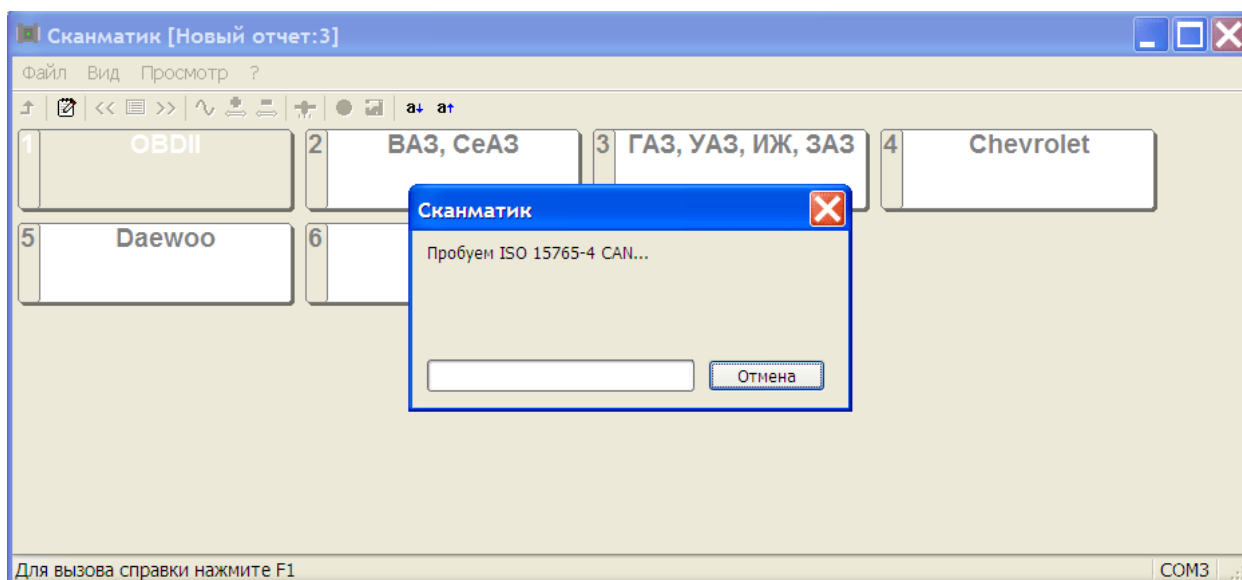 Сканматик [Новый отчет:3]
Файл Вид Просмотр ?
<< >> a↓ a↑
1 OBDII 2 ВАЗ, СеАЗ 3 ГАЗ, УАЗ, ИЖ, ЗАЗ 4 Chevrolet
Сканматик
5 Daewoo 6
Пробуем ISO 15765-4 CAN...
Отмена
Для вызова справки нажмите F1 COM3